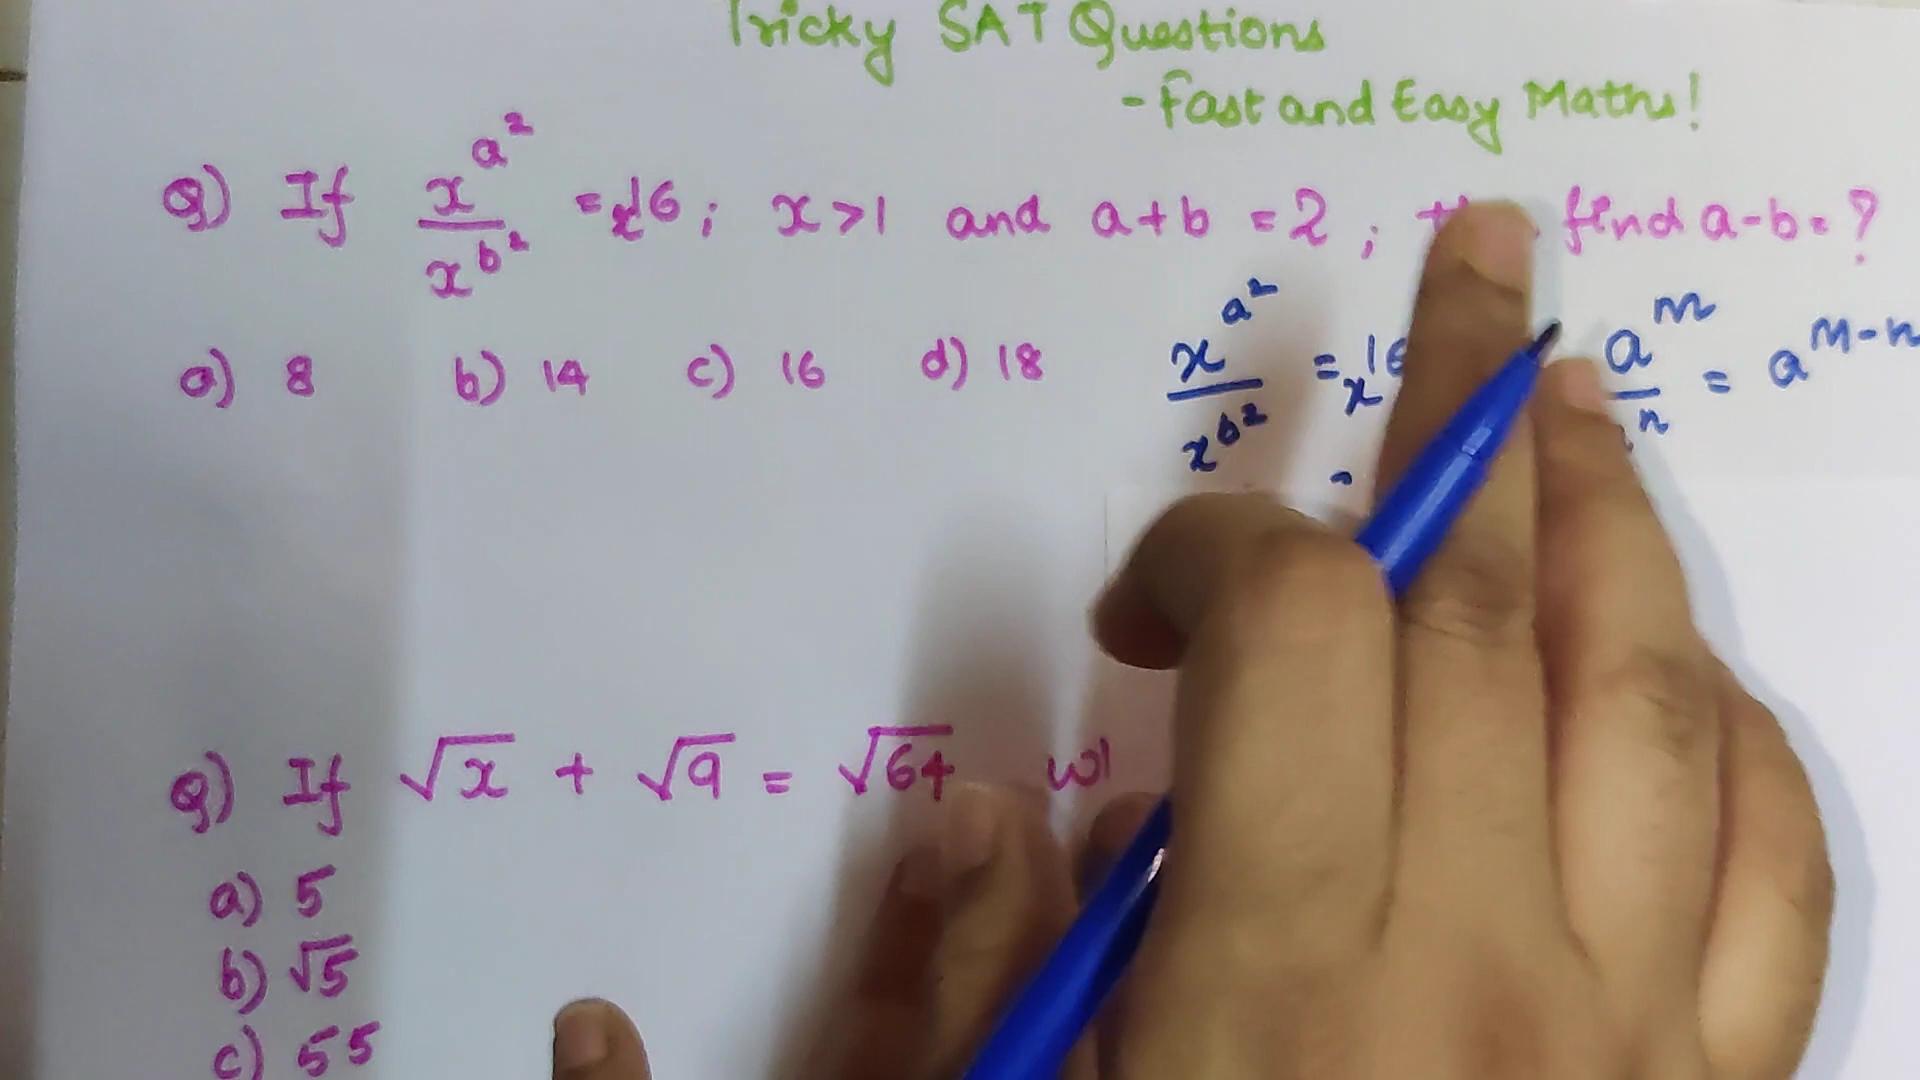 Tricky SAT Questions
- Fast and Easy Maths!
Q) If x^a² / x^b² = x^16; x>1 and a+b = 2; find a-b = ?
a) 8 b) 14 c) 16 d) 18
x^a² / x^b² = x^16
a^m / ^n = a^m-n
=
Q) If √x + √9 = √64
a) 5
b) √5
c) 55